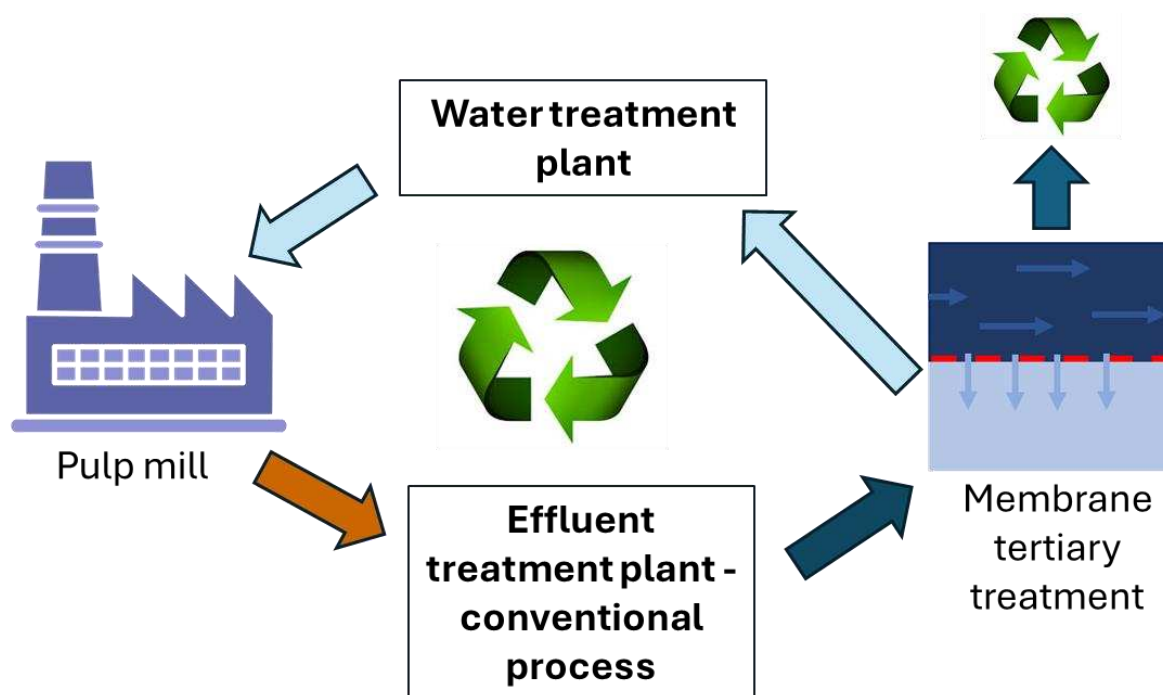 Water treatment
plant
Pulp mill
Effluent
treatment plant -
conventional
process
Membrane
tertiary
treatment